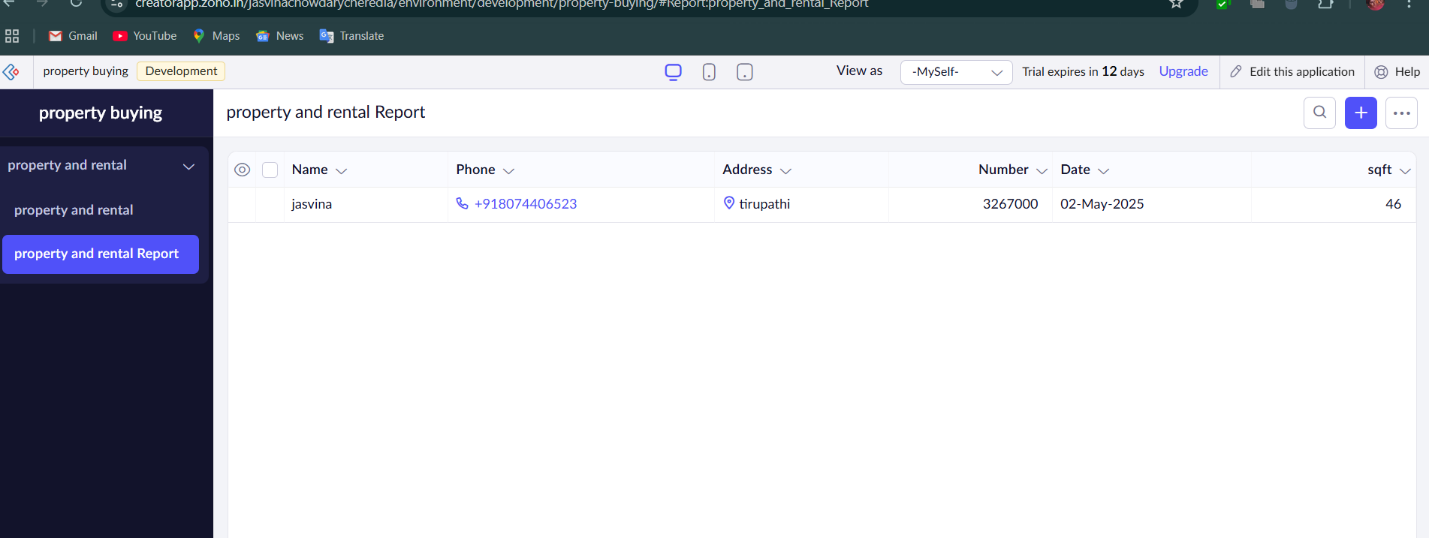 creatorapp.zoho.in/jasvinachowdarycheredla/environment/development/property-buying/#Report:property_and_rental_Report
Gmail YouTube Maps News Translate
property buying Development View as -MySelf- Trial expires in 12 days Upgrade Edit this application Help
property buying
property and rental Report
property and rental
property and rental
property and rental Report
Name Phone Address Number Date sqft
jasvina +918074406523 tirupathi 3267000 02-May-2025 46